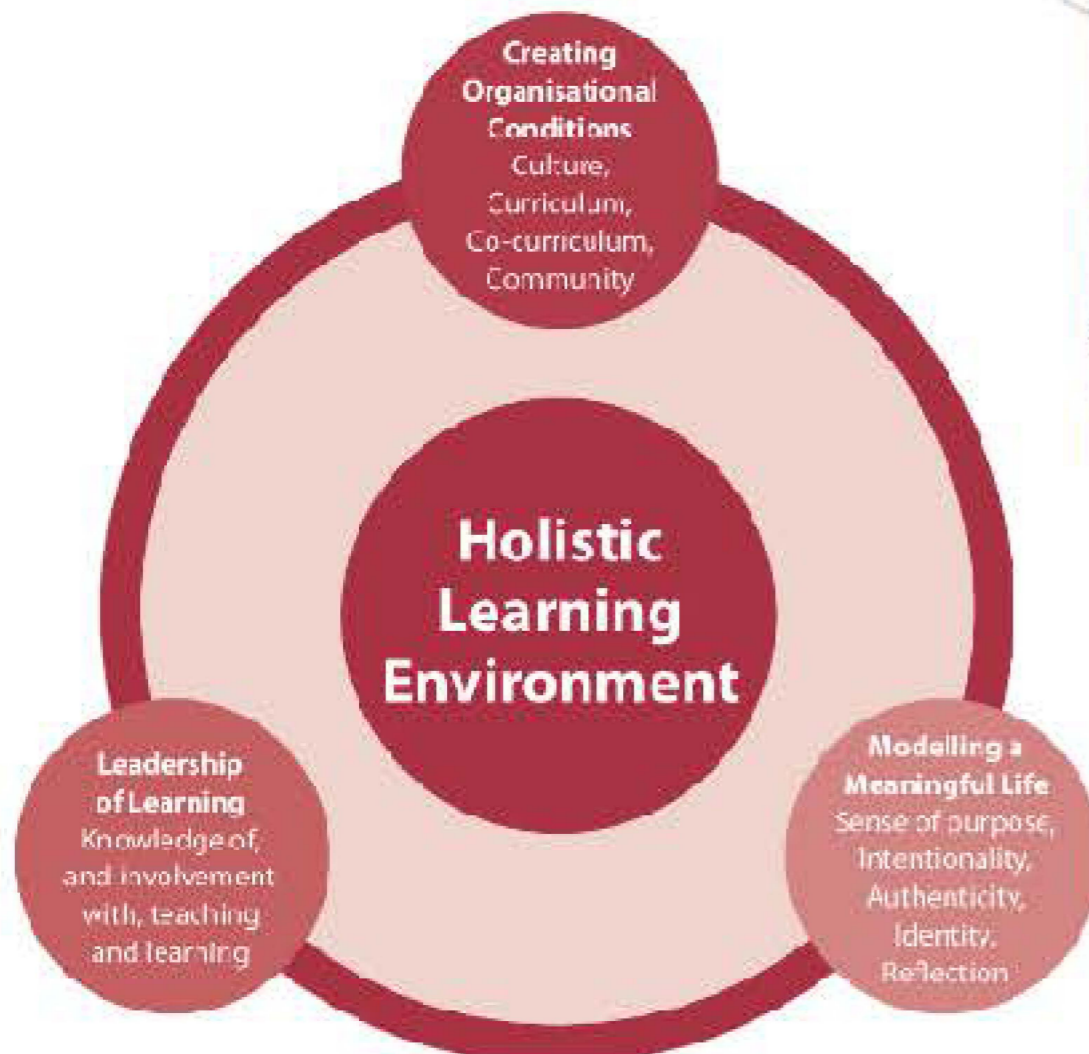 Creating
Organisational
Conditions
Culture,
Curriculum,
Co-curriculum,
Community
Holistic
Learning
Environment
Leadership
of Learning
Knowledge of,
and involvement
with, teaching
and learning
Modelling a
Meaningful Life
Sense of purpose,
Intentionality,
Authenticity,
Identity,
Reflection